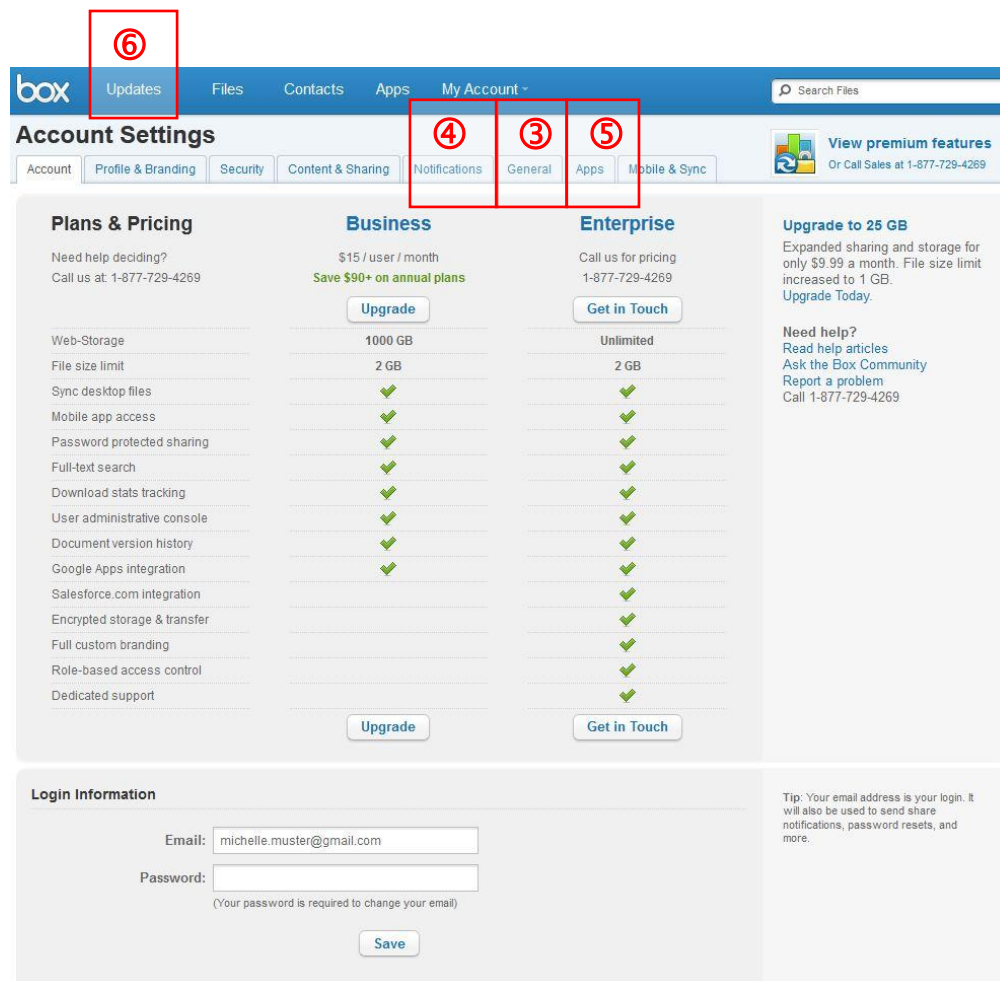 ⑥
box Updates Files Contacts Apps My Account Search Files
Account Settings
④ ③ ⑤
View premium features
Or Call Sales at 1-877-729-4269
Account Profile & Branding Security Content & Sharing Notifications General Apps Mobile & Sync
Plans & Pricing Business Enterprise
Need help deciding? $15 / user / month Call us for pricing
Call us at: 1-877-729-4269 Save $90+ on annual plans 1-877-729-4269
Upgrade Get in Touch
Web-Storage 1000 GB Unlimited
File size limit 2 GB 2 GB
Sync desktop files
Mobile app access
Password protected sharing
Full-text search
Download stats tracking
User administrative console
Document version history
Google Apps integration
Salesforce.com integration
Encrypted storage & transfer
Full custom branding
Role-based access control
Dedicated support
Upgrade Get in Touch
Upgrade to 25 GB
Expanded sharing and storage for
only $9.99 a month. File size limit
increased to 1 GB.
Upgrade Today.
Need help?
Read help articles
Ask the Box Community
Report a problem
Call 1-877-729-4269
Login Information
Email: michelle.muster@gmail.com
Password:
(Your password is required to change your email)
Save
Tip: Your email address is your login. It
will also be used to send share
notifications, password resets, and
more.